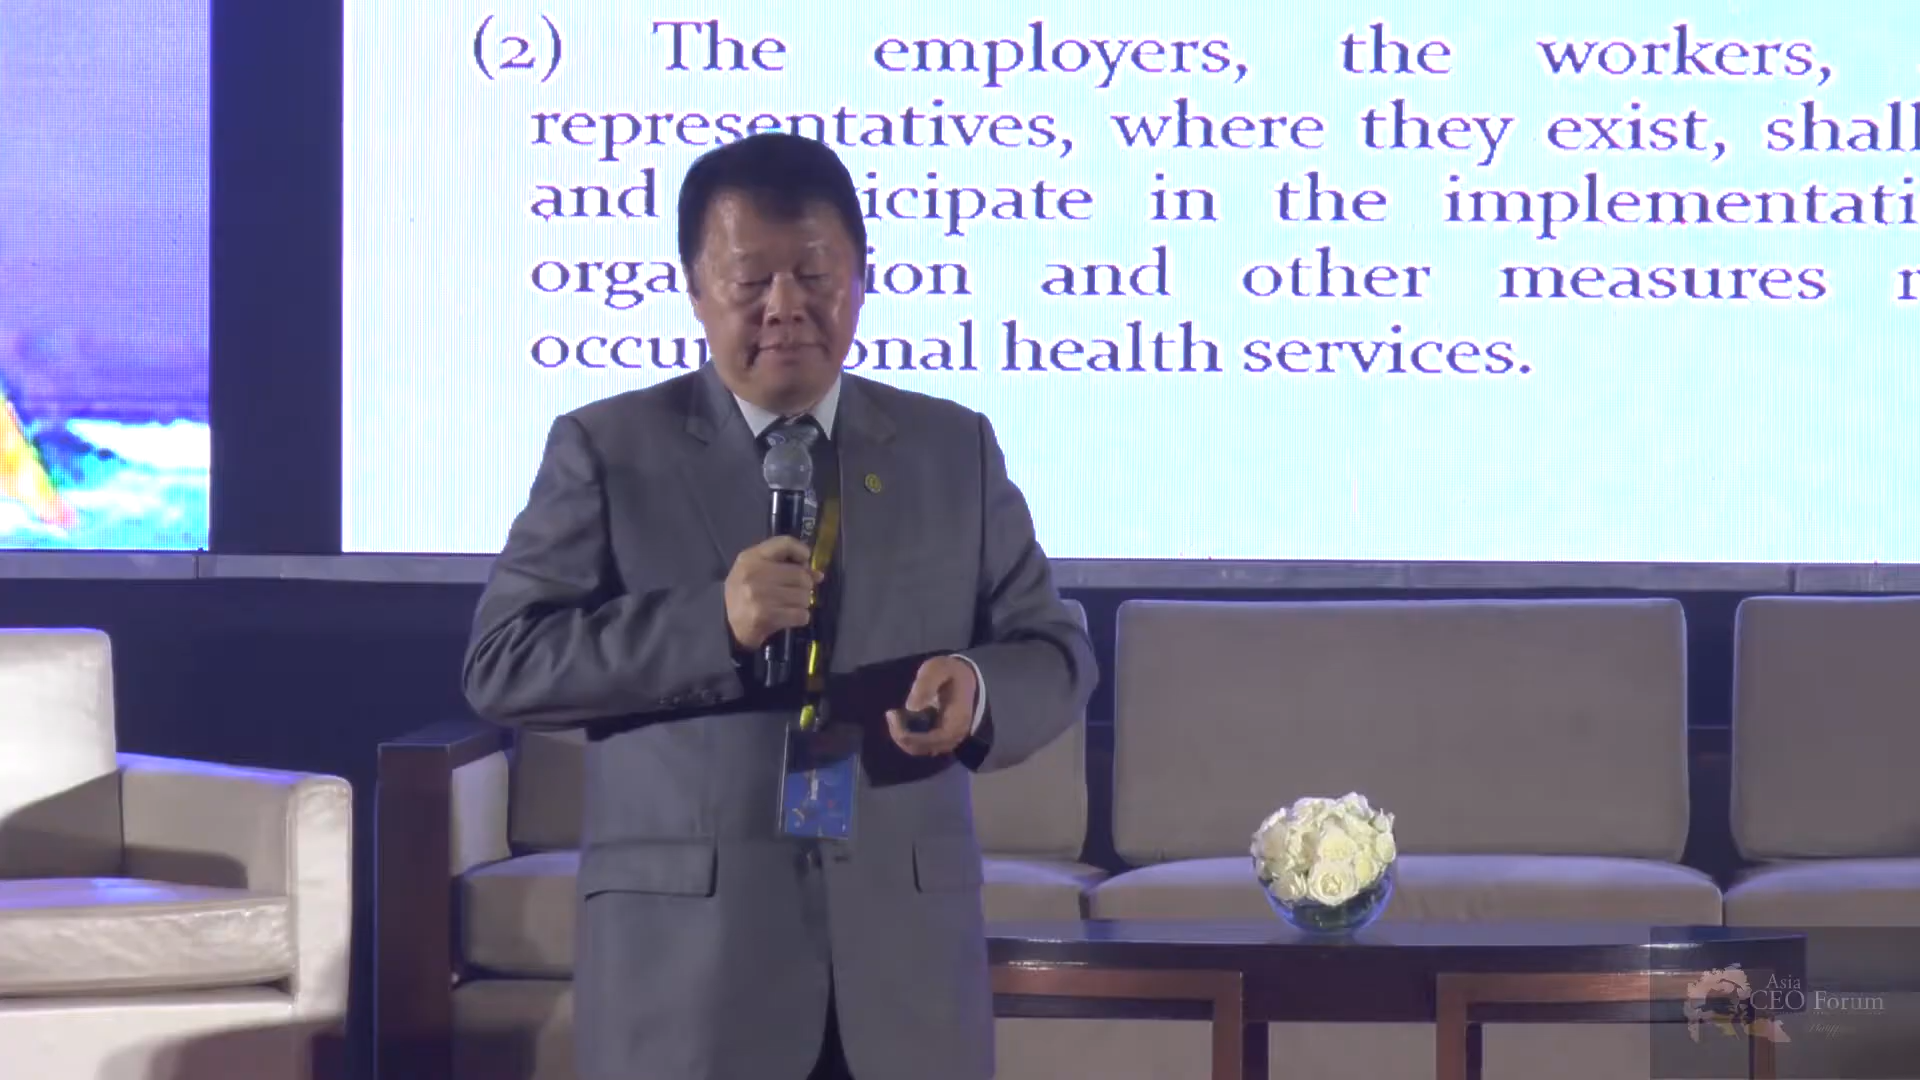 (2) The employers, the workers,
representatives, where they exist, shall
and icipate in the implementati
orga ion and other measures r
occu onal health services.
Asia
CEO Forum